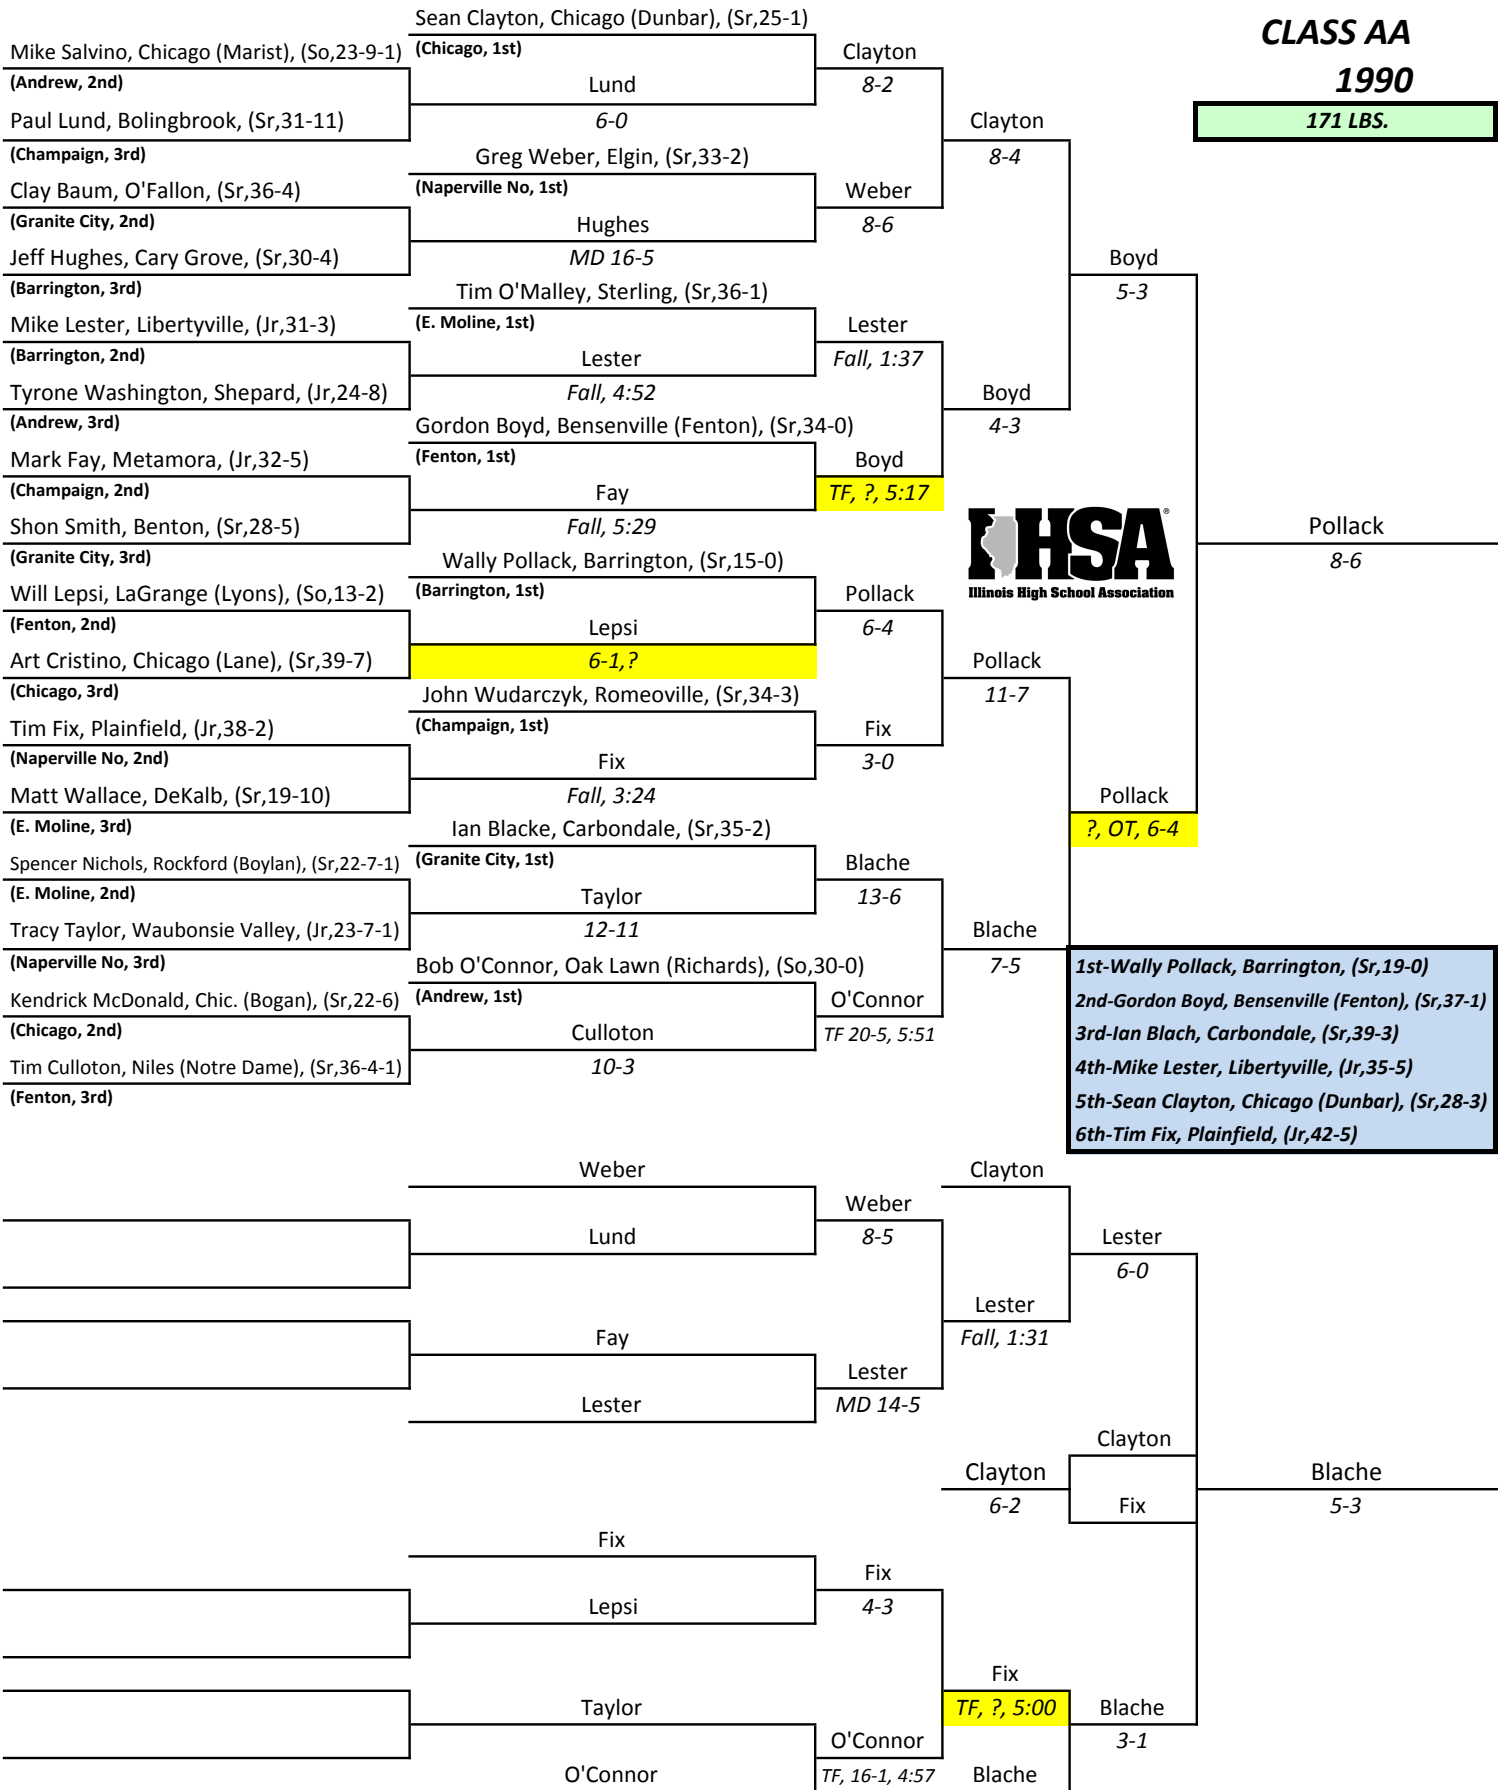 Sean Clayton, Chicago (Dunbar), (Sr,25-1)
CLASS AA
Mike Salvino, Chicago (Marist), (So,23-9-1)
(Chicago, 1st)
Clayton
(Andrew, 2nd)
Lund
8-2
1990
Paul Lund, Bolingbrook, (Sr,31-11)
6-0
Clayton
171 LBS.
(Champaign, 3rd)
Greg Weber, Elgin, (Sr,33-2)
8-4
Clay Baum, O'Fallon, (Sr,36-4)
(Naperville No, 1st)
Weber
(Granite City, 2nd)
Hughes
8-6
Jeff Hughes, Cary Grove, (Sr,30-4)
MD 16-5
Boyd
(Barrington, 3rd)
Tim O'Malley, Sterling, (Sr,36-1)
5-3
Mike Lester, Libertyville, (Jr,31-3)
(E. Moline, 1st)
Lester
(Barrington, 2nd)
Lester
Fall, 1:37
Tyrone Washington, Shepard, (Jr,24-8)
Fall, 4:52
Boyd
(Andrew, 3rd)
Gordon Boyd, Bensenville (Fenton), (Sr,34-0)
4-3
Mark Fay, Metamora, (Jr,32-5)
(Fenton, 1st)
Boyd
(Champaign, 2nd)
Fay
TF, ?, 5:17
Shon Smith, Benton, (Sr,28-5)
Fall, 5:29
IHSA®
Pollack
(Granite City, 3rd)
Wally Pollack, Barrington, (Sr,15-0)
8-6
Will Lepsi, LaGrange (Lyons), (So,13-2)
(Barrington, 1st)
Pollack
Illinois High School Association
(Fenton, 2nd)
Lepsi
6-4
Art Cristino, Chicago (Lane), (Sr,39-7)
6-1,?
Pollack
(Chicago, 3rd)
John Wudarczyk, Romeoville, (Sr,34-3)
11-7
Tim Fix, Plainfield, (Jr,38-2)
(Champaign, 1st)
Fix
(Naperville No, 2nd)
Fix
3-0
Matt Wallace, DeKalb, (Sr,19-10)
Fall, 3:24
Pollack
(E. Moline, 3rd)
Ian Blacke, Carbondale, (Sr,35-2)
?, OT, 6-4
Spencer Nichols, Rockford (Boylan), (Sr,22-7-1)
(Granite City, 1st)
Blache
(E. Moline, 2nd)
Taylor
13-6
Tracy Taylor, Waubonsie Valley, (Jr,23-7-1)
12-11
Blache
(Naperville No, 3rd)
Bob O'Connor, Oak Lawn (Richards), (So,30-0)
7-5
1st-Wally Pollack, Barrington, (Sr,19-0)
Kendrick McDonald, Chic. (Bogan), (Sr,22-6)
(Andrew, 1st)
O'Connor
2nd-Gordon Boyd, Bensenville (Fenton), (Sr,37-1)
(Chicago, 2nd)
Culloton
TF 20-5, 5:51
3rd-Ian Blach, Carbondale, (Sr,39-3)
Tim Culloton, Niles (Notre Dame), (Sr,36-4-1)
10-3
4th-Mike Lester, Libertyville, (Jr,35-5)
(Fenton, 3rd)
5th-Sean Clayton, Chicago (Dunbar), (Sr,28-3)
6th-Tim Fix, Plainfield, (Jr,42-5)
Weber
Clayton
Weber
Lund
8-5
Lester
6-0
Lester
Fay
Fall, 1:31
Lester
Lester
MD 14-5
Clayton
Clayton
Blache
6-2
Fix
5-3
Fix
Fix
Lepsi
4-3
Fix
Taylor
TF, ?, 5:00
Blache
O'Connor
3-1
O'Connor
TF, 16-1, 4:57
Blache